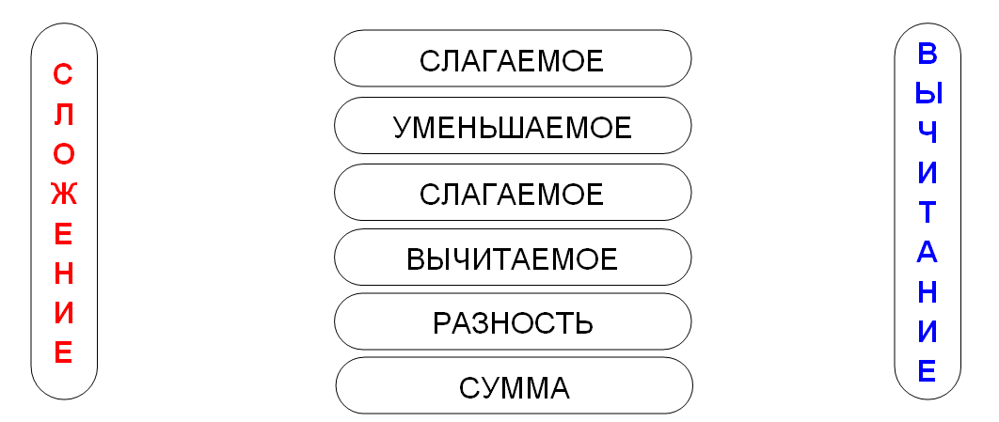 СЛОЖЕНИЕ
СЛАГАЕМОЕ
УМЕНЬШАЕМОЕ
СЛАГАЕМОЕ
ВЫЧИТАЕМОЕ
РАЗНОСТЬ
СУММА
ВЫЧИТАНИЕ